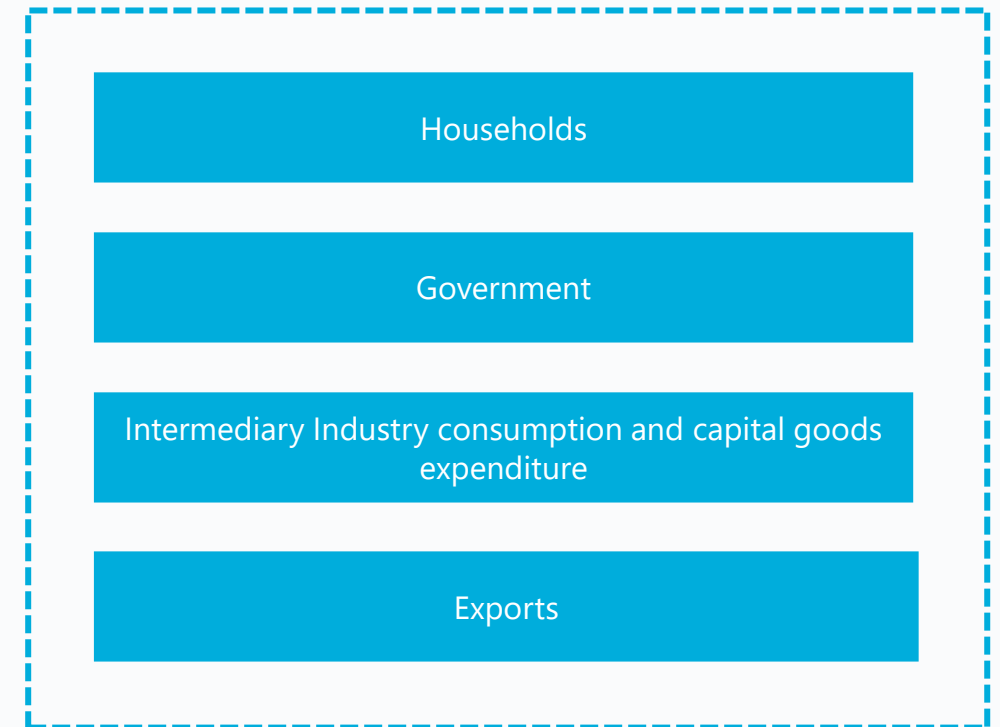 Households
Government
Intermediary Industry consumption and capital goods
expenditure
Exports